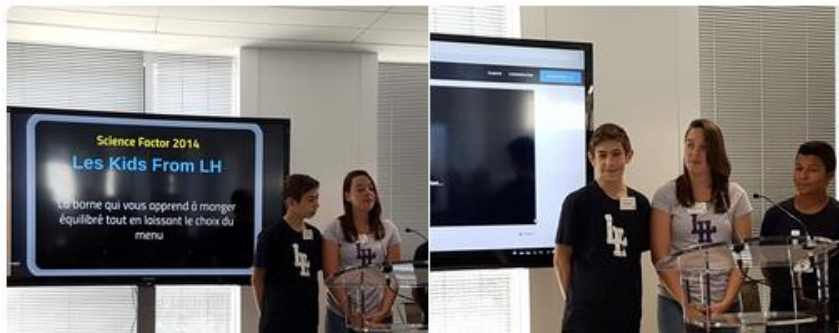 Science Factor 2014
Les Kids From LH
La borne qui vous apprend à manger
équilibré tout en laissant le choix du
menu
LH
LH
LH
LH